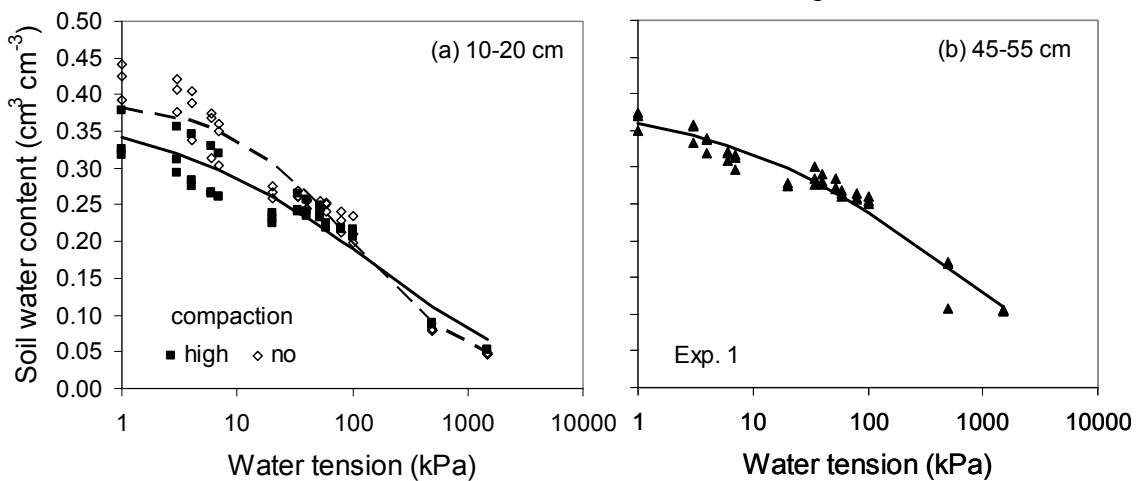 0.50
0.45
0.40
0.35
0.30
0.25
0.20
0.15
0.10
0.05
0.00
Soil water content (cm³ cm⁻³)
(a) 10-20 cm
compaction
high no
1 10 100 1000 10000
Water tension (kPa)
(b) 45-55 cm
Exp. 1
1 10 100 1000 10000
Water tension (kPa)